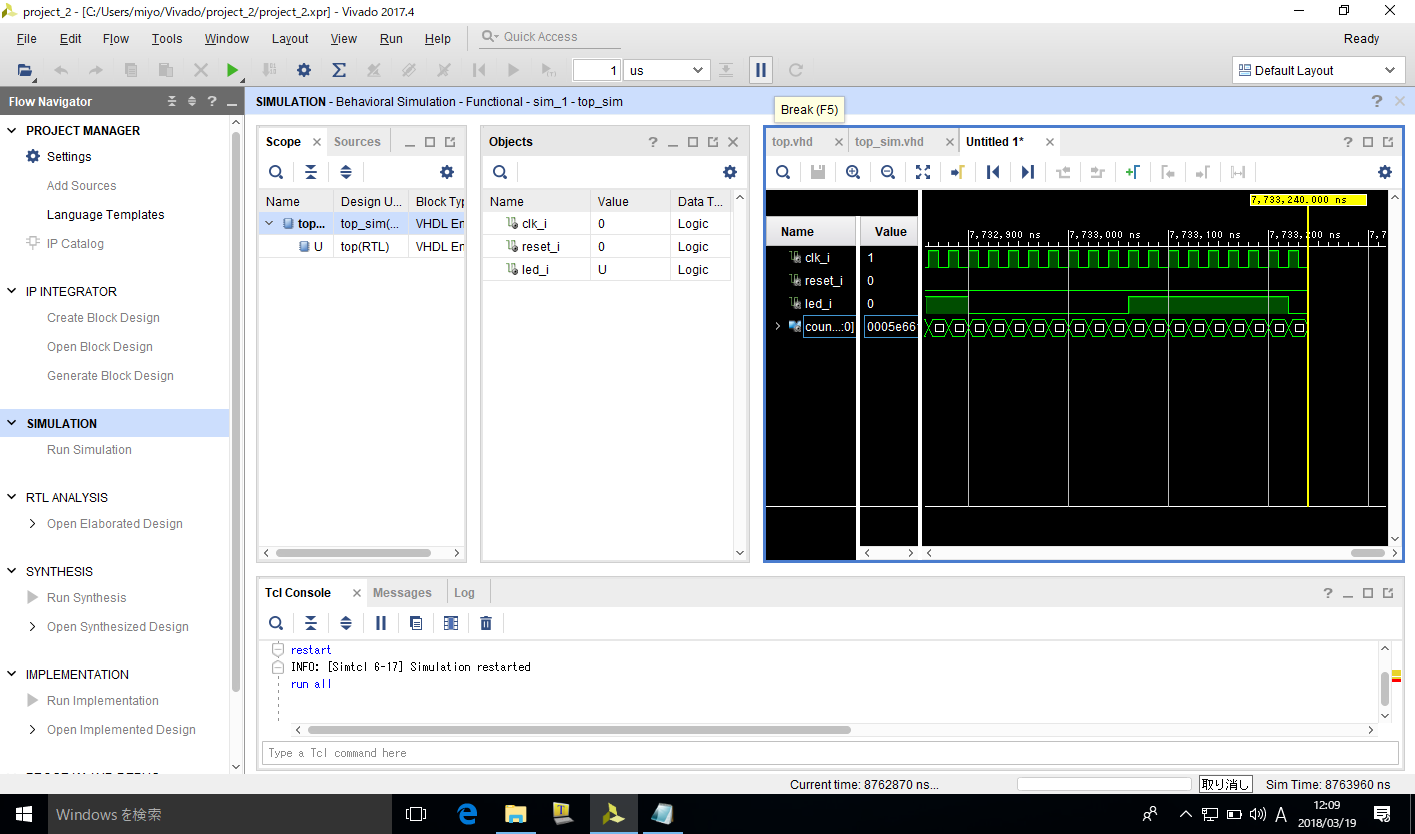 project_2 - [C:/Users/miyo/Vivado/project_2/project_2.xpr] - Vivado 2017.4
File Edit Flow Tools Window Layout View Run Help
Quick Access
Ready
1 us
Default Layout
Flow Navigator
SIMULATION - Behavioral Simulation - Functional - sim_1 - top_sim
Break (F5)
PROJECT MANAGER
Settings
Add Sources
Language Templates
IP Catalog
IP INTEGRATOR
Create Block Design
Open Block Design
Generate Block Design
SIMULATION
Run Simulation
RTL ANALYSIS
Open Elaborated Design
SYNTHESIS
Run Synthesis
Open Synthesized Design
IMPLEMENTATION
Run Implementation
Open Implemented Design
Scope Sources
Name Design U... Block Typ
top... top_sim(... VHDL En
U top(RTL) VHDL En
Objects
Name Value Data T...
clk_i 0 Logic
reset_i 0 Logic
led_i U Logic
top.vhd top_sim.vhd Untitled 1*
7,733,240.000 ns
Name Value
7,732,900 ns 7,733,000 ns 7,733,100 ns 7,733,200 ns 7,7
clk_i 1
reset_i 0
led_i 0
coun...:0] 0005e66
Tcl Console Messages Log
restart
INFO: [Simtcl 6-17] Simulation restarted
run all
Type a Tcl command here
Current time: 8762870 ns...
取り消し
Sim Time: 8763960 ns
Windows を検索
A
12:09
2018/03/19